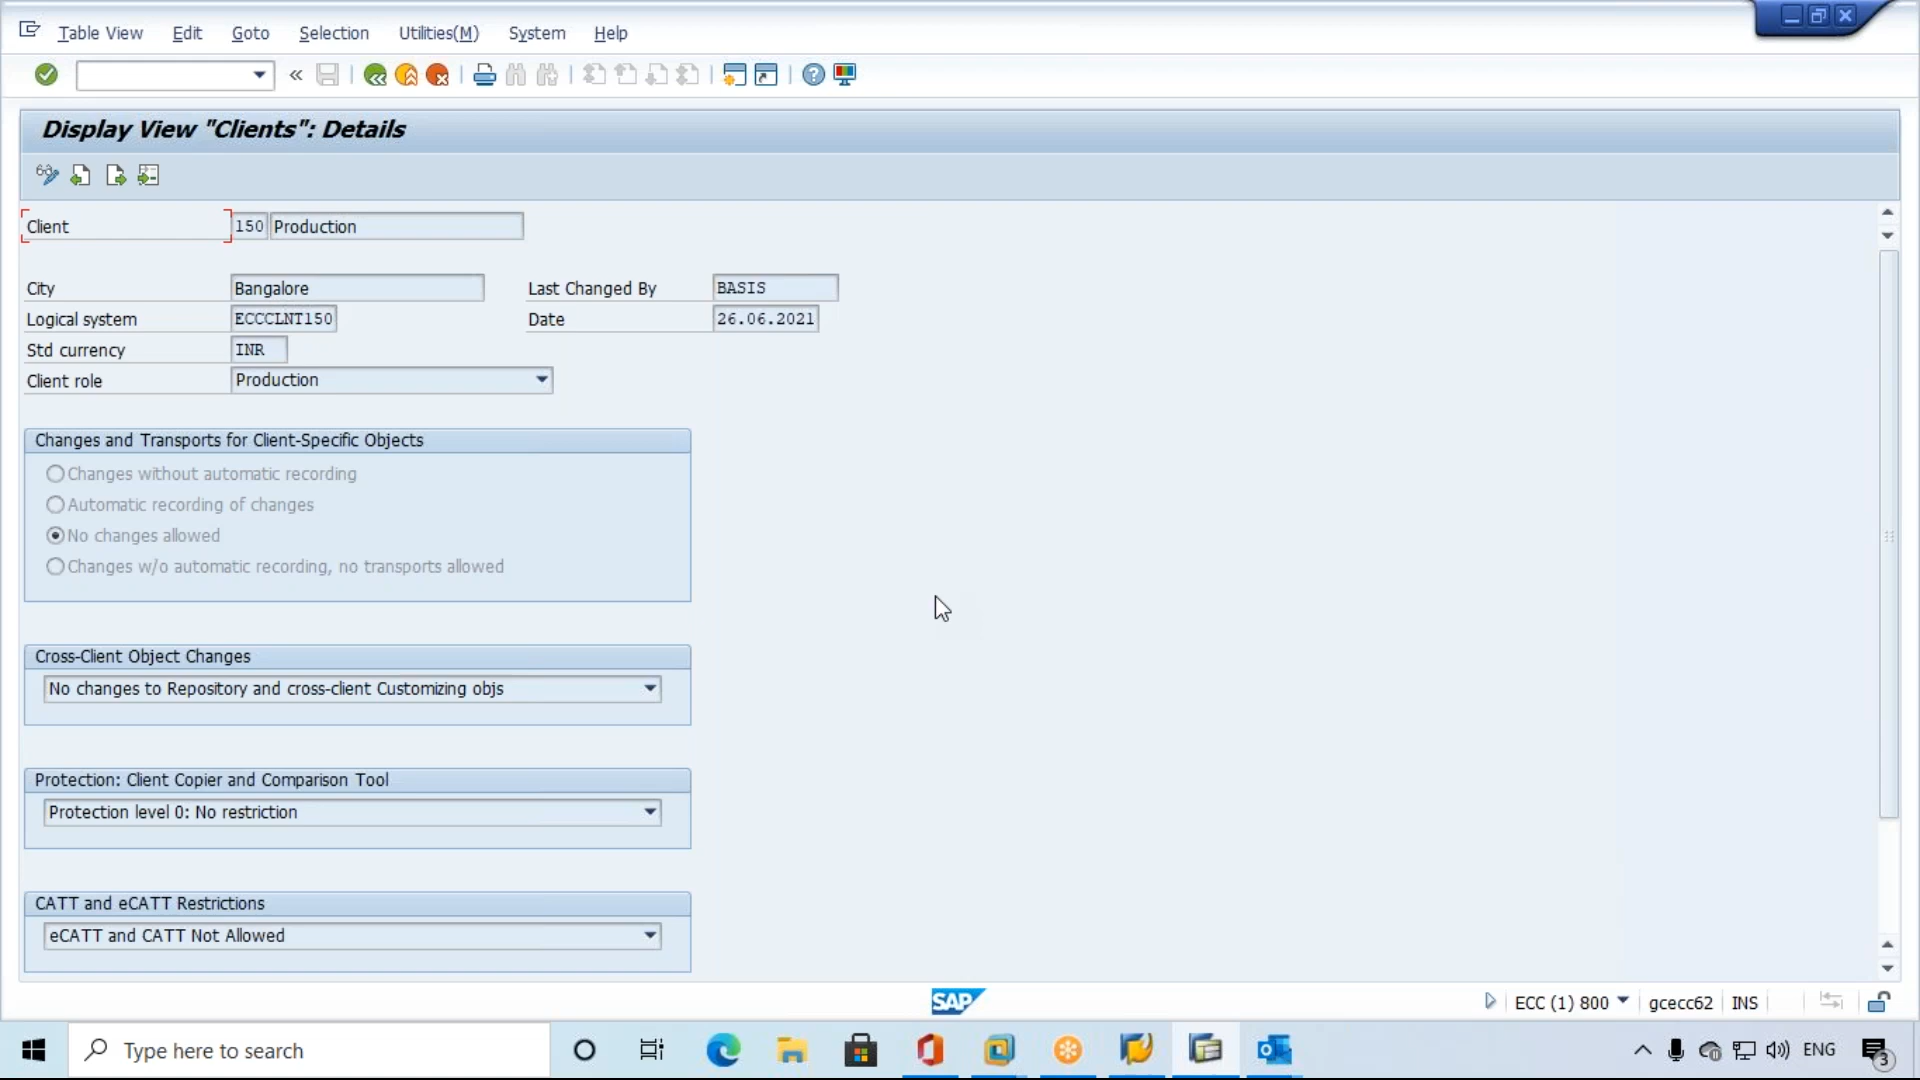 Table View Edit Goto Selection Utilities(M) System Help
Display View "Clients": Details
Client 150 Production
City Bangalore Last Changed By BASIS
Logical system ECCCLNT150 Date 26.06.2021
Std currency INR
Client role Production
Changes and Transports for Client-Specific Objects
Changes without automatic recording
Automatic recording of changes
No changes allowed
Changes w/o automatic recording, no transports allowed
Cross-Client Object Changes
No changes to Repository and cross-client Customizing objs
Protection: Client Copier and Comparison Tool
Protection level 0: No restriction
CATT and eCATT Restrictions
eCATT and CATT Not Allowed
SAP ECC (1) 800 gcecc62 INS
Type here to search ENG 3